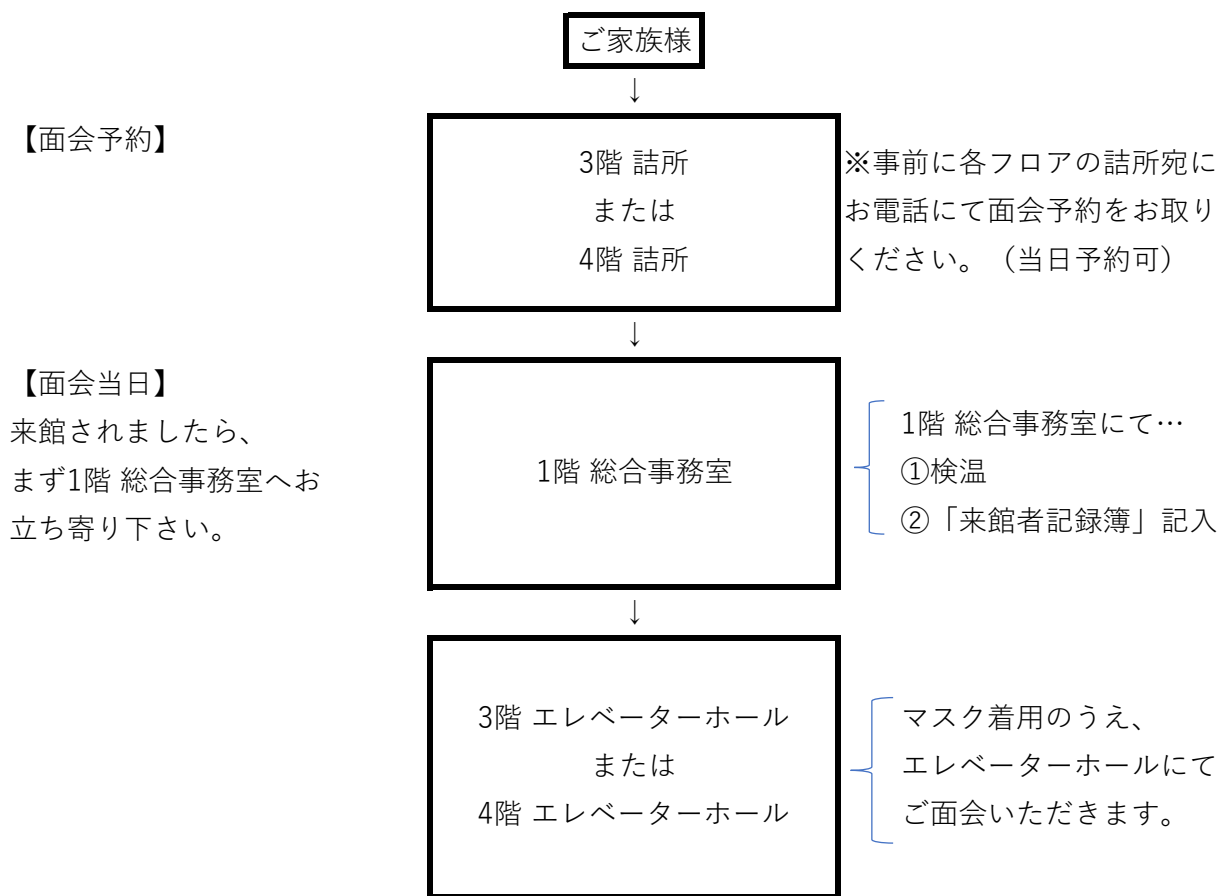 ご家族様
↓
【面会予約】
3階 詰所
または
4階 詰所
※事前に各フロアの詰所宛に
お電話にて面会予約をお取り
ください。（当日予約可）
↓
【面会当日】
来館されましたら、
まず1階 総合事務室へお
立ち寄り下さい。
1階 総合事務室
1階 総合事務室にて…
①検温
②「来館者記録簿」記入
↓
3階 エレベーターホール
または
4階 エレベーターホール
マスク着用のうえ、
エレベーターホールにて
ご面会いただきます。